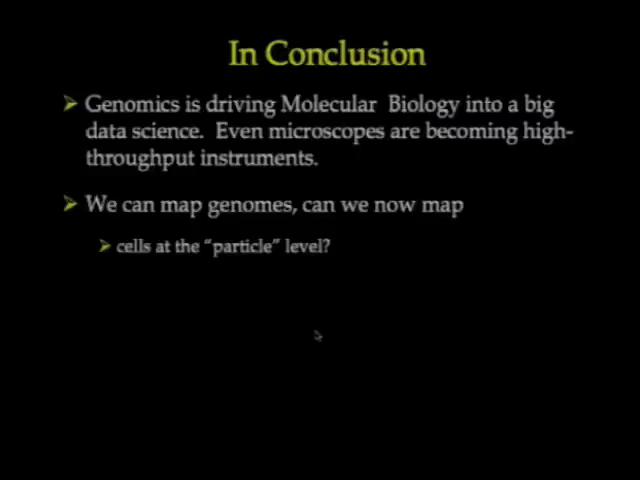 In Conclusion
Genomics is driving Molecular Biology into a big
data science. Even microscopes are becoming high-
throughput instruments.
We can map genomes, can we now map
cells at the “particle” level?